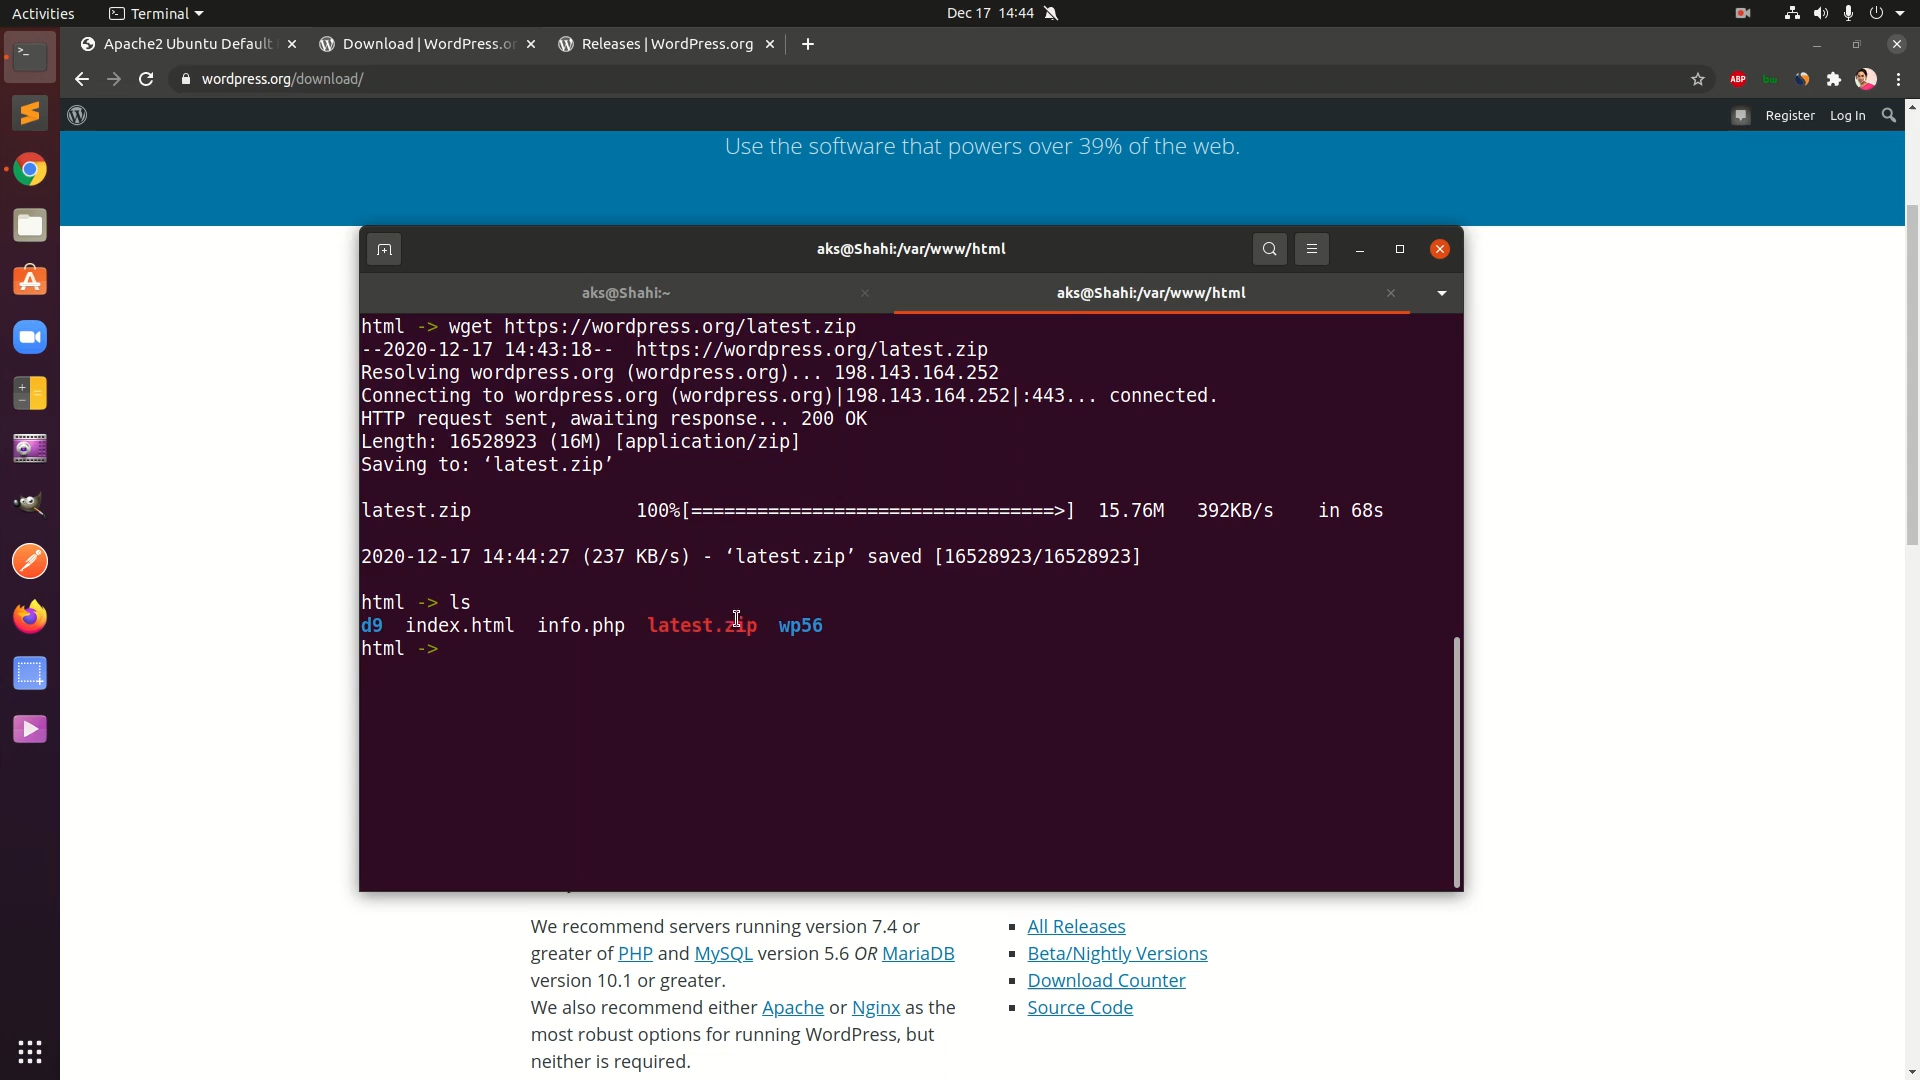 Activities
Terminal
Dec 17 14:44
Apache2 Ubuntu Default
Download | WordPress.or
Releases | WordPress.org
wordpress.org/download/
ABP
Register
Log In
Use the software that powers over 39% of the web.
aks@Shahi:/var/www/html
aks@Shahi:~
aks@Shahi:/var/www/html
html -> wget https://wordpress.org/latest.zip
--2020-12-17 14:43:18--  https://wordpress.org/latest.zip
Resolving wordpress.org (wordpress.org)... 198.143.164.252
Connecting to wordpress.org (wordpress.org)|198.143.164.252|:443... connected.
HTTP request sent, awaiting response... 200 OK
Length: 16528923 (16M) [application/zip]
Saving to: ‘latest.zip’
latest.zip 100%[=================================>] 15.76M 392KB/s in 68s
2020-12-17 14:44:27 (237 KB/s) - ‘latest.zip’ saved [16528923/16528923]
html -> ls
d9 index.html info.php latest.zip wp56
html ->
We recommend servers running version 7.4 or
greater of PHP and MySQL version 5.6 OR MariaDB
version 10.1 or greater.
We also recommend either Apache or Nginx as the
most robust options for running WordPress, but
neither is required.
All Releases
Beta/Nightly Versions
Download Counter
Source Code